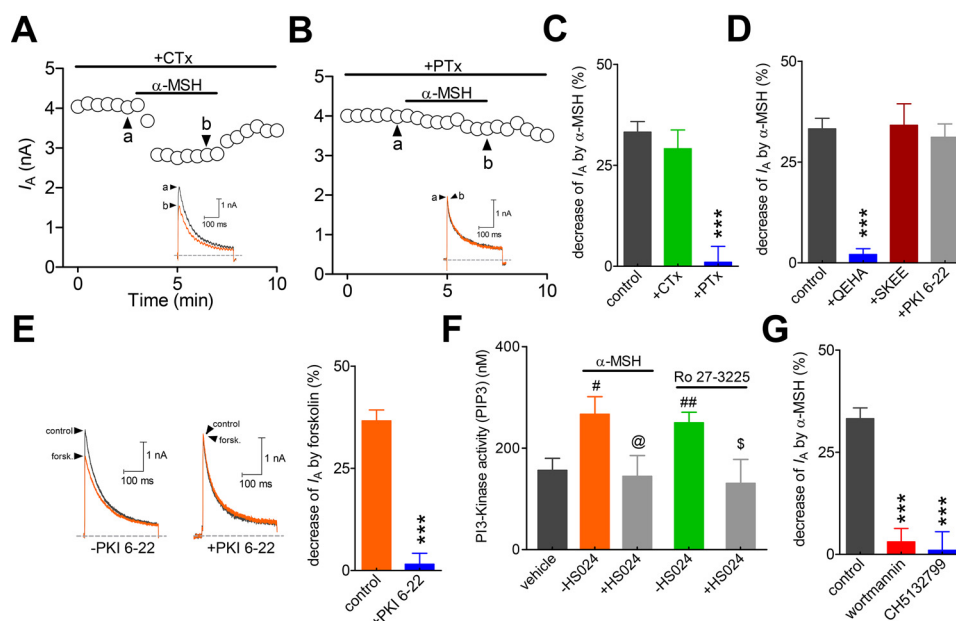 A
+CTx
α-MSH
5
4
3
2
1
0
I_A (nA)
a
b
a
b
1 nA
100 ms
0
5
10
Time (min)
B
+PTx
α-MSH
5
4
3
2
1
0
a
b
a
b
1 nA
100 ms
0
5
10
C
decrease of I_A by α-MSH (%)
50
25
0
***
control
+CTx
+PTx
D
decrease of I_A by α-MSH (%)
50
25
0
***
control
+QEHA
+SKEE
+PKI 6-22
E
control
forsk.
1 nA
100 ms
-PKI 6-22
control
forsk.
1 nA
100 ms
+PKI 6-22
decrease of I_A by forskolin (%)
50
25
0
***
control
+PKI 6-22
F
PI3-Kinase activity (PIP3) (nM)
400
200
0
α-MSH
Ro 27-3225
#
@
##
$
vehicle
-HS024
+HS024
-HS024
+HS024
G
decrease of I_A by α-MSH (%)
50
25
0
***
***
control
wortmannin
CH5132799